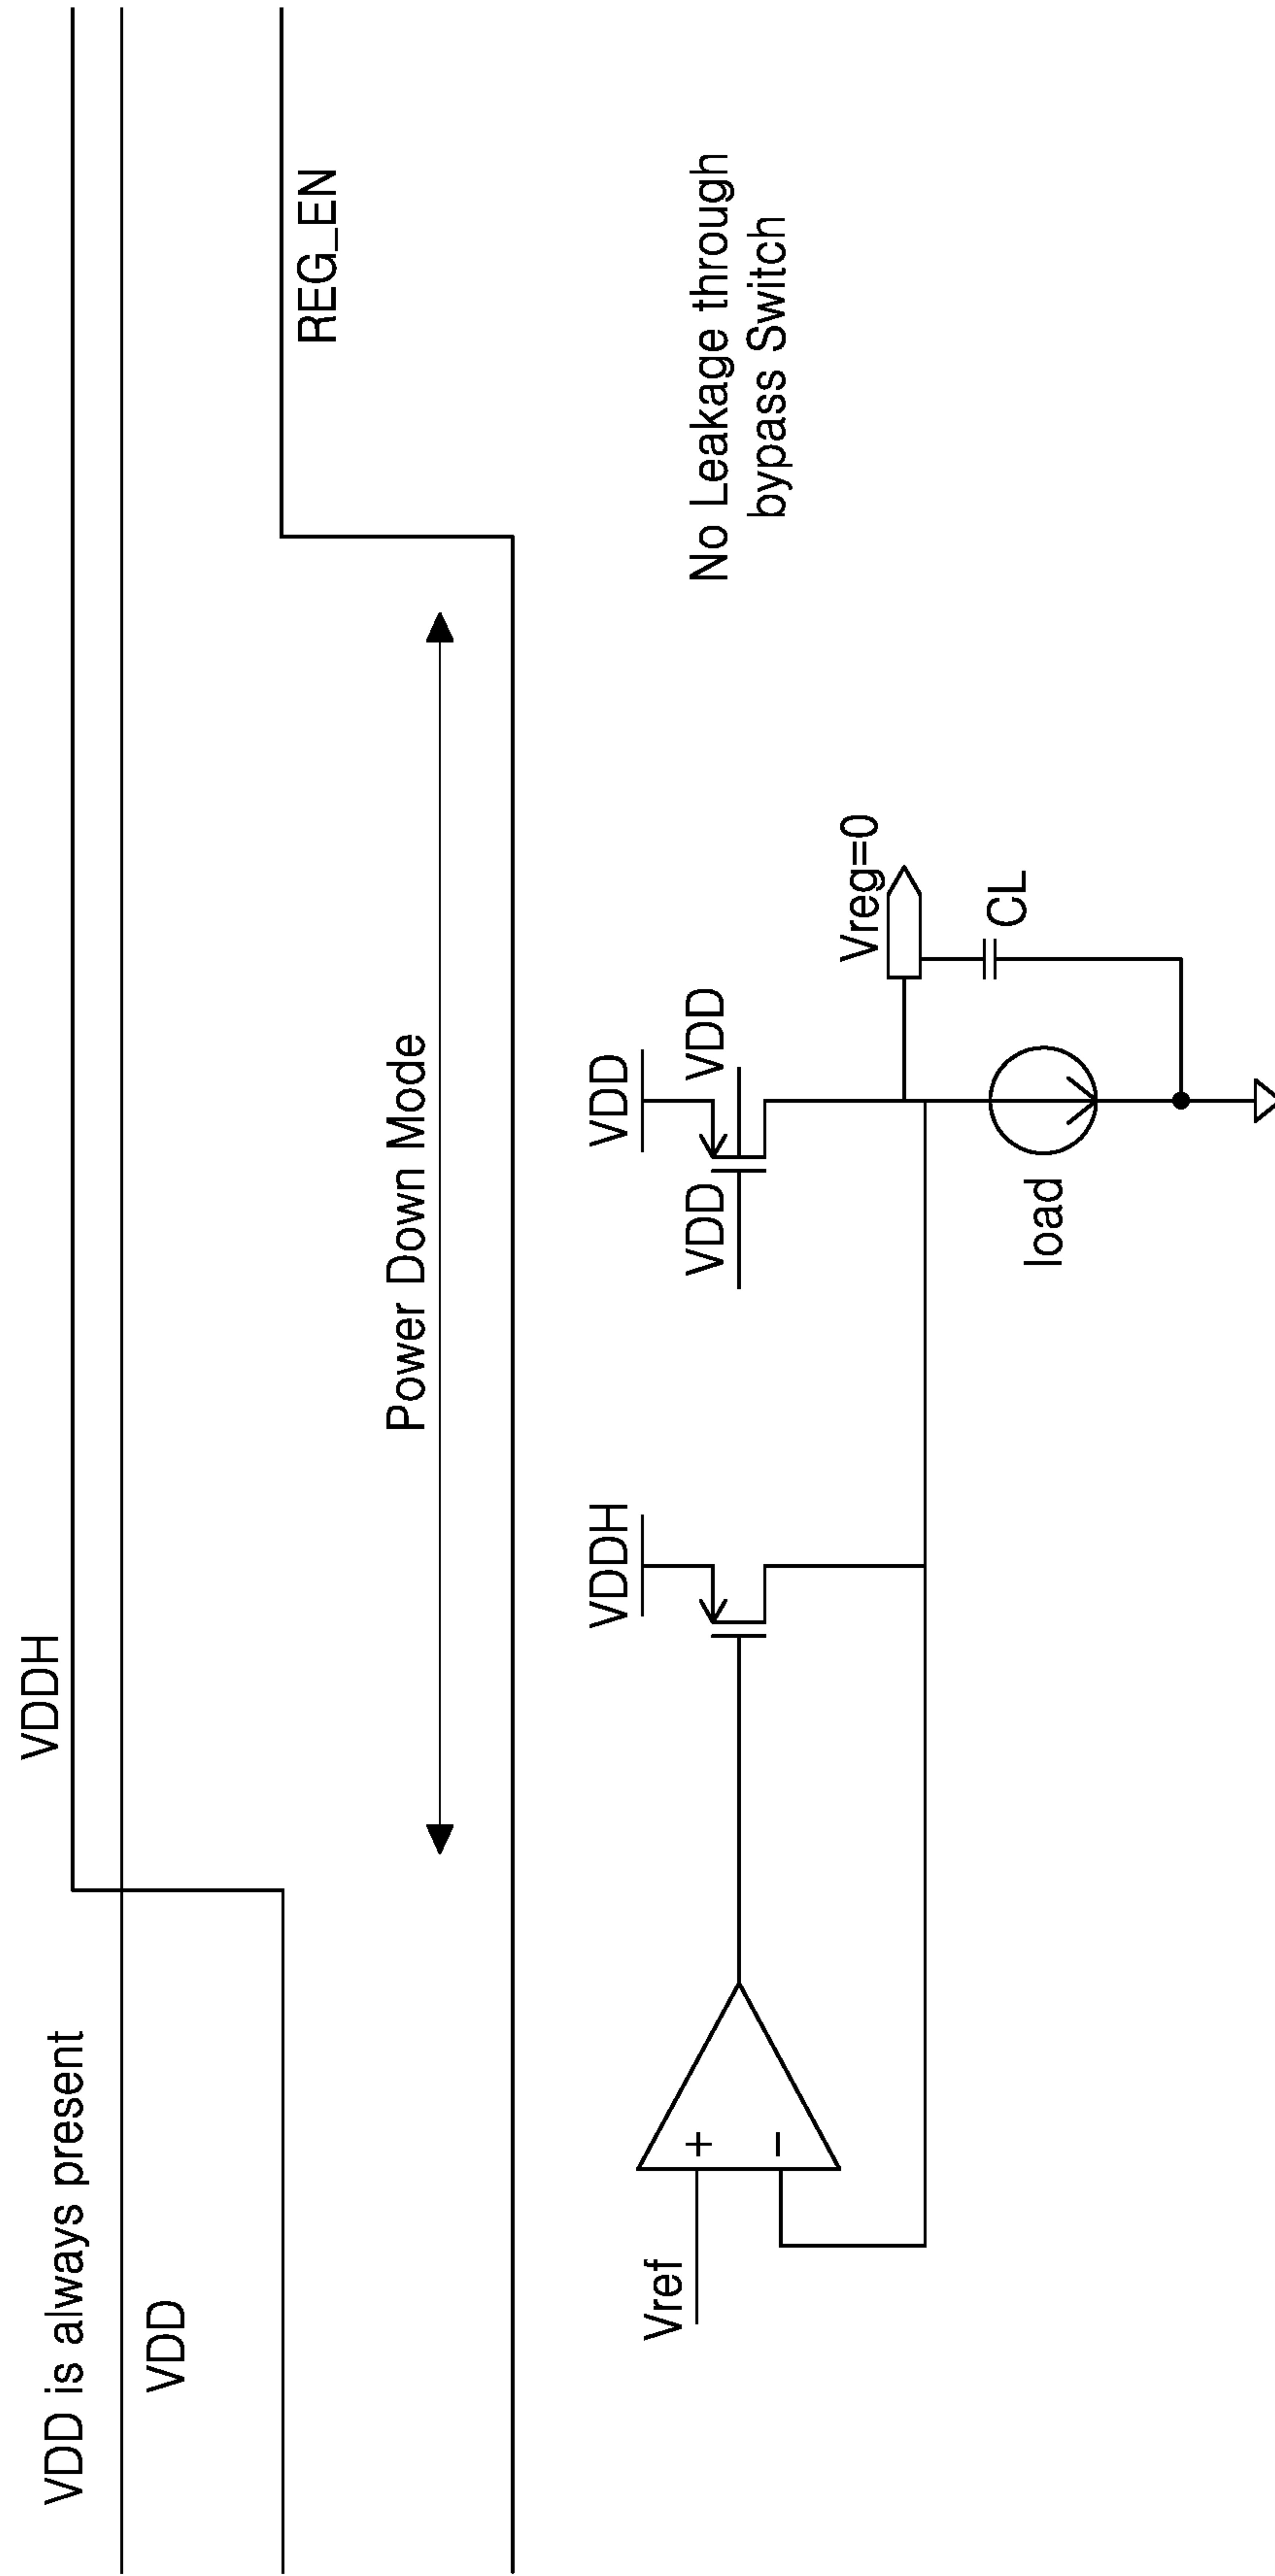 VDD is always present
VDDH
VDD
REG_EN
Power Down Mode
No Leakage through
bypass Switch
Vref
+
−
VDDH
VDD
VDD
VDD
Vreg=0
CL
load